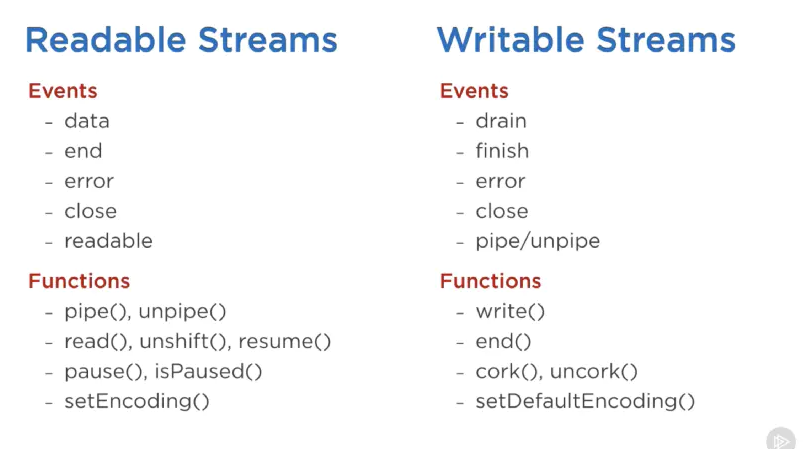 Readable Streams
Events
- data
- end
- error
- close
- readable
Functions
- pipe(), unpipe()
- read(), unshift(), resume()
- pause(), isPaused()
- setEncoding()
Writable Streams
Events
- drain
- finish
- error
- close
- pipe/unpipe
Functions
- write()
- end()
- cork(), uncork()
- setDefaultEncoding()